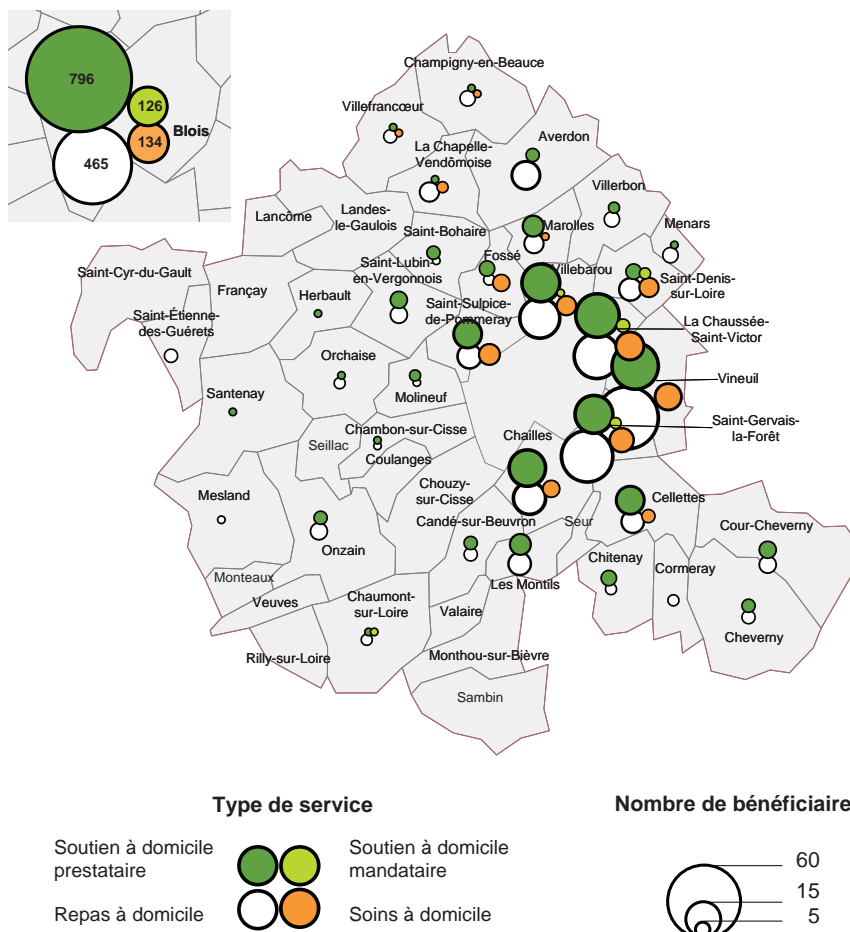 796
126
134
Blois
465
Champigny-en-Beauce
Villefrancœur
La Chapelle-
Vendômoise
Averdon
Villerbon
Lancôme
Landes-
le-Gaulois
Saint-Bohaire
Marolles
Menars
Saint-Cyr-du-Gault
Françay
Saint-Lubin-
en-Vergonnois
Fossé
Villebarou
Saint-Denis-
sur-Loire
Saint-Étienne-
des-Guérets
Herbault
Saint-Sulpice-
de-Pommeray
La Chaussée-
Saint-Victor
Orchaise
Vineuil
Santenay
Molineuf
Saint-Gervais-
la-Forêt
Chambon-sur-Cisse
Seillac
Coulanges
Chailles
Mesland
Chouzy-
sur-Cisse
Cellettes
Candé-sur-Beuvron
Seur
Cour-Cheverny
Onzain
Chitenay
Cormeray
Monteaux
Les Montils
Veuves
Chaumont-
sur-Loire
Valaire
Cheverny
Rilly-sur-Loire
Monthou-sur-Bièvre
Sambin
Type de service
Soutien à domicile
prestataire
Soutien à domicile
mandataire
Repas à domicile
Soins à domicile
Nombre de bénéficiaire
60
15
5